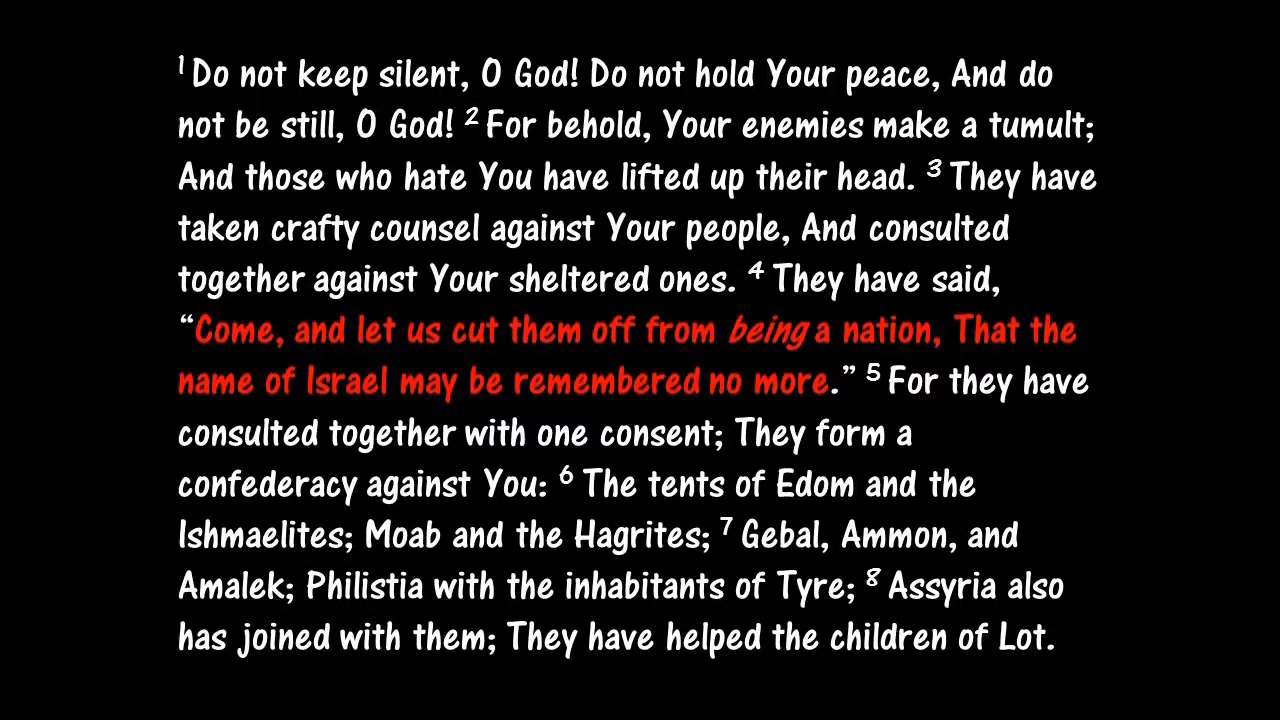 1 Do not keep silent, O God! Do not hold Your peace, And do
not be still, O God! 2 For behold, Your enemies make a tumult;
And those who hate You have lifted up their head. 3 They have
taken crafty counsel against Your people, And consulted
together against Your sheltered ones. 4 They have said,
“Come, and let us cut them off from being a nation, That the
name of Israel may be remembered no more.” 5 For they have
consulted together with one consent; They form a
confederacy against You: 6 The tents of Edom and the
Ishmaelites; Moab and the Hagrites; 7 Gebal, Ammon, and
Amalek; Philistia with the inhabitants of Tyre; 8 Assyria also
has joined with them; They have helped the children of Lot.